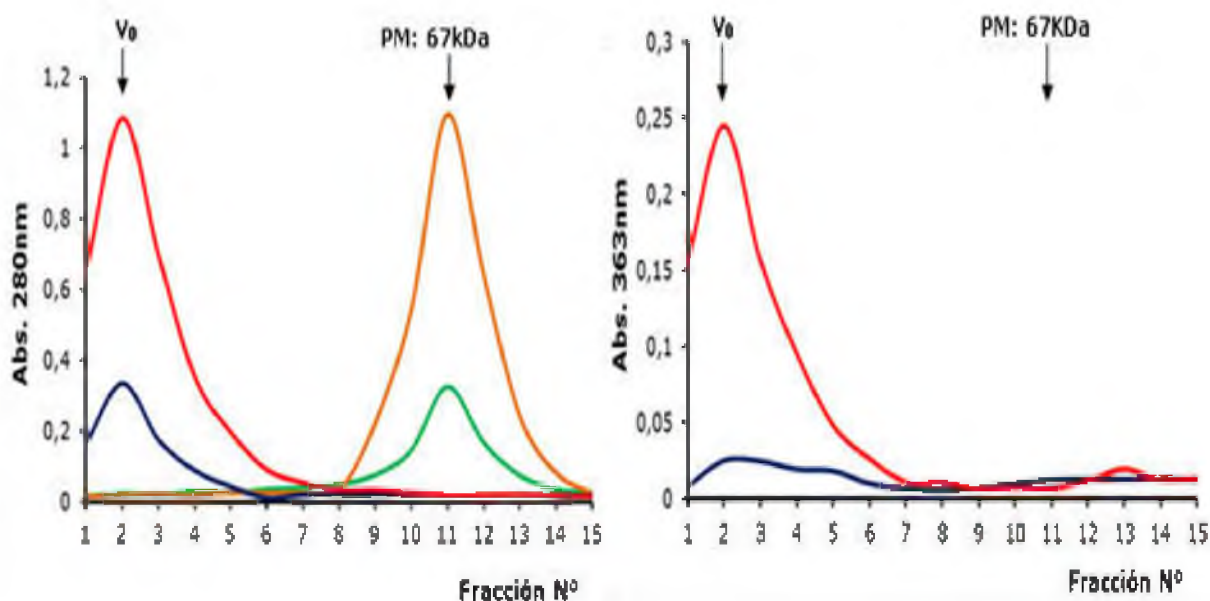 V₀
PM: 67kDa
1,2
1
0,8
0,6
0,4
0,2
0
Abs. 280nm
1 2 3 4 5 6 7 8 9 10 11 12 13 14 15
Fracción Nº
V₀
PM: 67KDa
0,3
0,25
0,2
0,15
0,1
0,05
0
Abs. 363nm
1 2 3 4 5 6 7 8 9 10 11 12 13 14 15
Fracción Nº